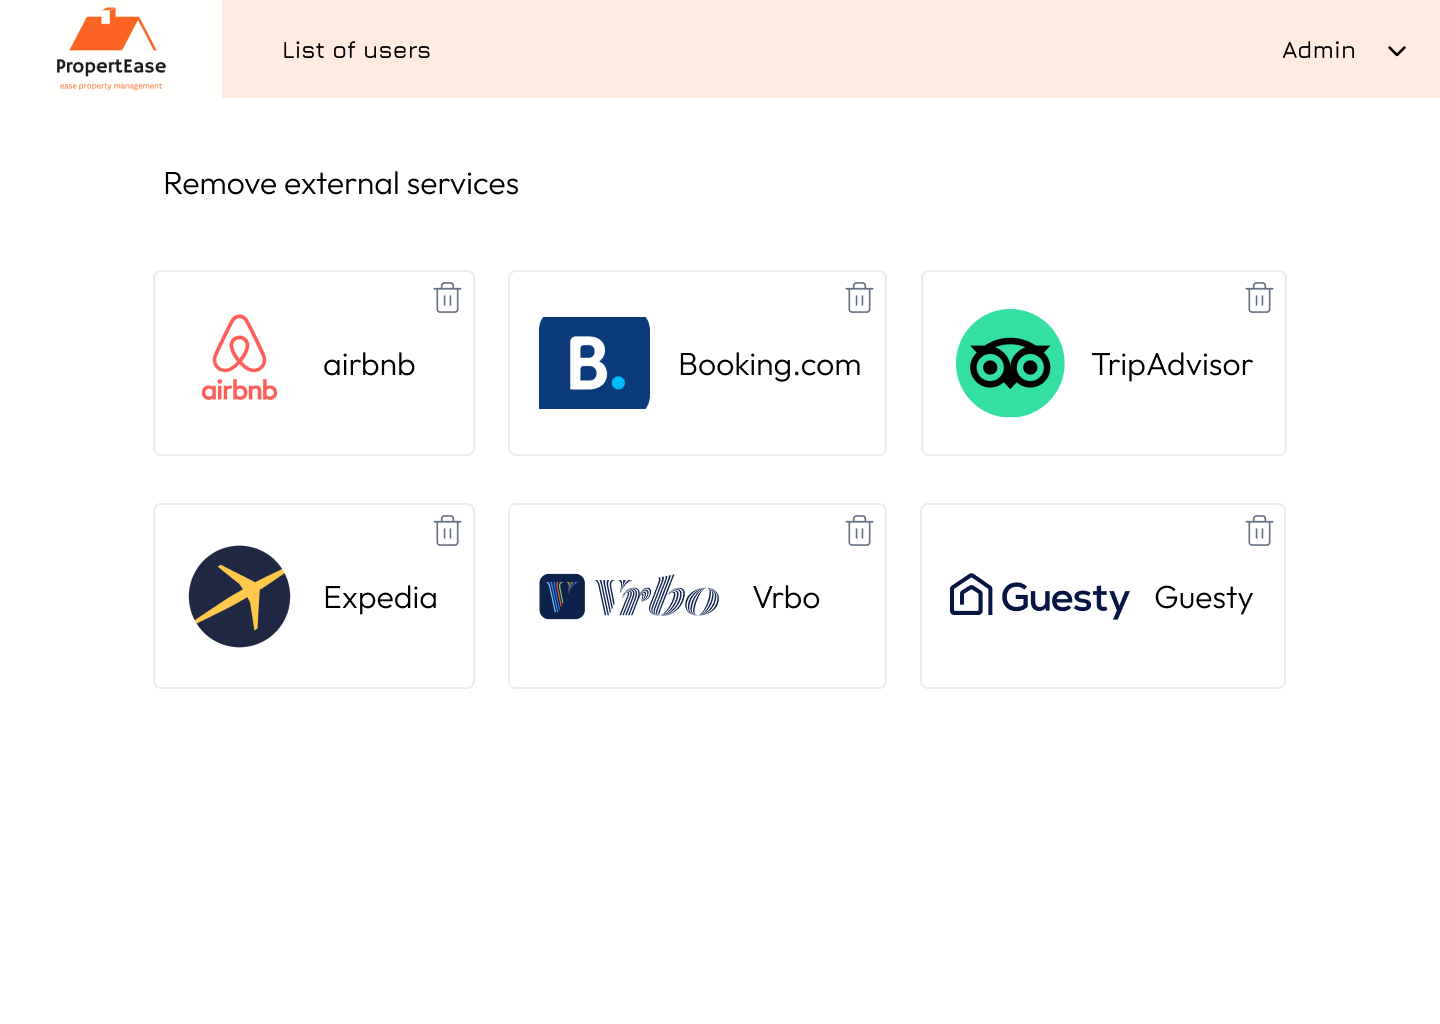 PropertEase
ease property management
List of users
Admin
Remove external services
airbnb
airbnb
B.
Booking.com
TripAdvisor
Expedia
V
Vrbo
Vrbo
Guesty
Guesty